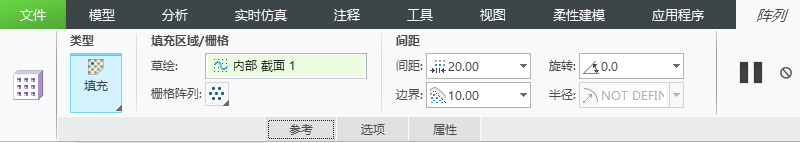 文件 模型 分析 实时仿真 注释 工具 视图 柔性建模 应用程序 阵列
类型 填充区域/栅格 间距
草绘: 内部 截面 1 间距: 20.00 旋转: 0.0
填充 栅格阵列: 边界: 10.00 半径: NOT DEFIN
参考 选项 属性